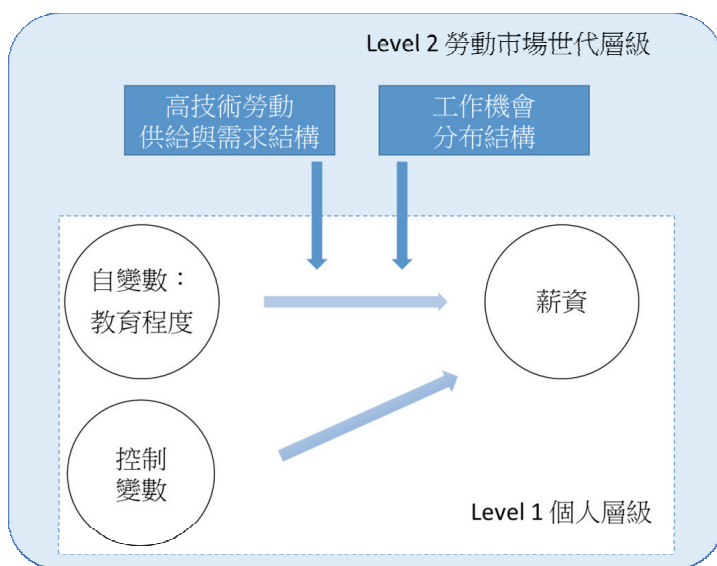 Level 2 勞動市場世代層級
高技術勞動
供給與需求結構
工作機會
分布結構
自變數：
教育程度
薪資
控制
變數
Level 1 個人層級